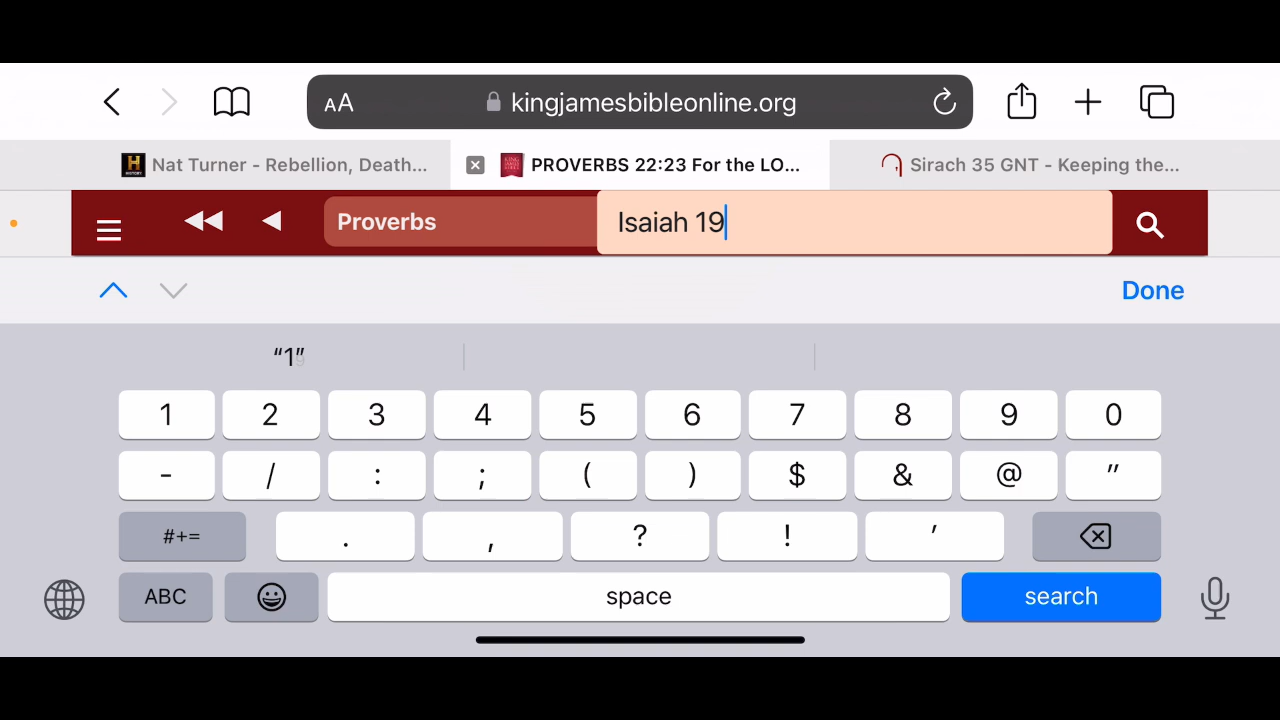 AA kingjamesbibleonline.org
Nat Turner - Rebellion, Death... PROVERBS 22:23 For the LO... Sirach 35 GNT - Keeping the...
Proverbs Isaiah 19
Done
“1”
1 2 3 4 5 6 7 8 9 0
- / : ; ( ) $ & @ "
#+= . , ? ! '
ABC space search